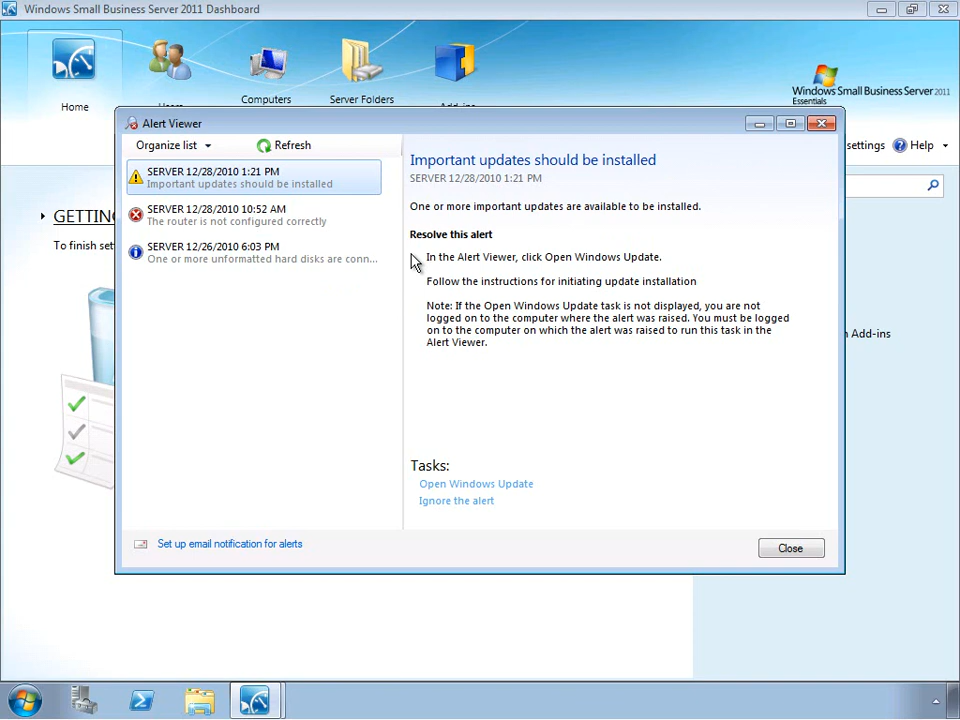 Windows Small Business Server 2011 Dashboard
Home
Computers
Server Folders
Windows Small Business Server 2011
Essentials
settings
Help
Alert Viewer
Organize list
Refresh
SERVER 12/28/2010 1:21 PM
Important updates should be installed
SERVER 12/28/2010 10:52 AM
The router is not configured correctly
SERVER 12/26/2010 6:03 PM
One or more unformatted hard disks are conn...
Important updates should be installed
SERVER 12/28/2010 1:21 PM
One or more important updates are available to be installed.
Resolve this alert
In the Alert Viewer, click Open Windows Update.
Follow the instructions for initiating update installation
Note: If the Open Windows Update task is not displayed, you are not
logged on to the computer where the alert was raised. You must be logged
on to the computer on which the alert was raised to run this task in the
Alert Viewer.
Tasks:
Open Windows Update
Ignore the alert
Set up email notification for alerts
Close
GETTIN
To finish set
n Add-ins